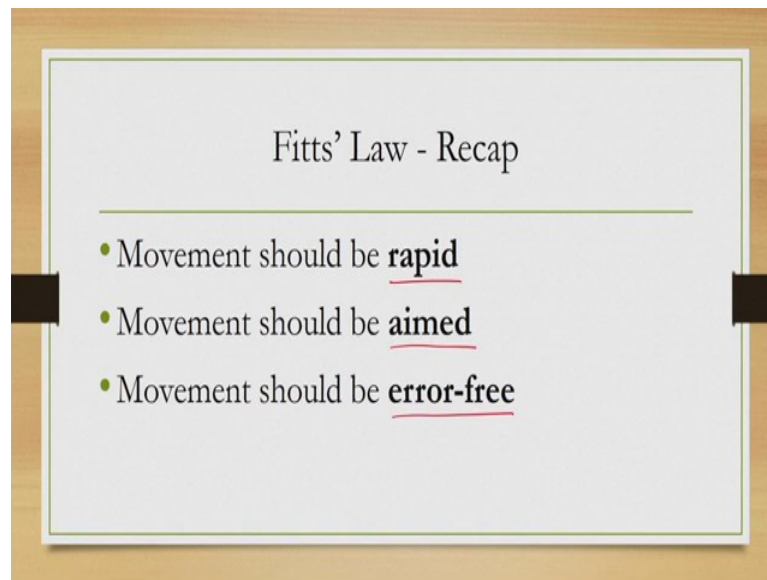 Fitts’ Law - Recap
• Movement should be rapid
• Movement should be aimed
• Movement should be error-free